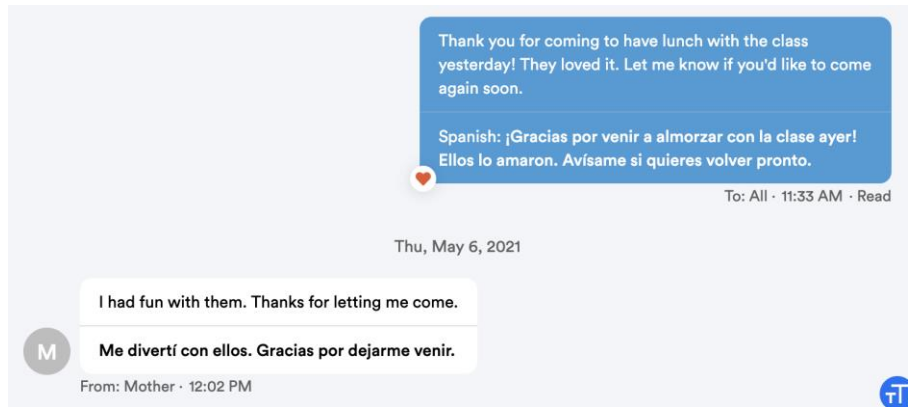 Thank you for coming to have lunch with the class
yesterday! They loved it. Let me know if you'd like to come
again soon.
Spanish: ¡Gracias por venir a almorzar con la clase ayer!
Ellos lo amaron. Avísame si quieres volver pronto.
To: All · 11:33 AM · Read
Thu, May 6, 2021
I had fun with them. Thanks for letting me come.
M
Me divertí con ellos. Gracias por dejarme venir.
From: Mother · 12:02 PM
TT